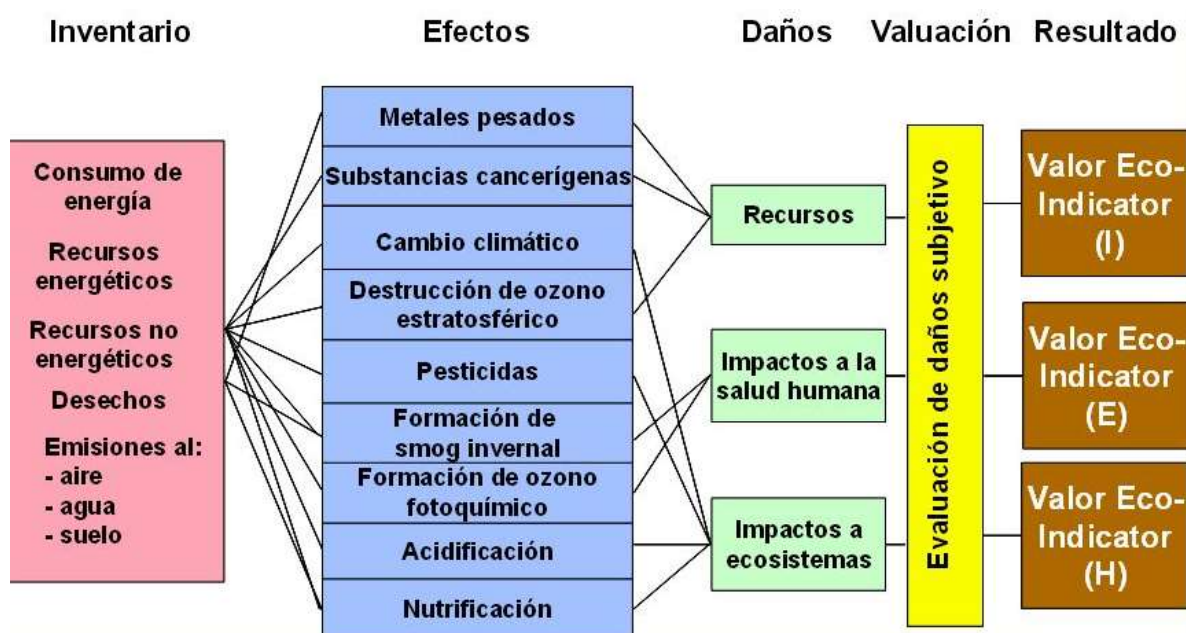 Inventario
Efectos
Daños
Valuación
Resultado
Consumo de
energía
Recursos
energéticos
Recursos no
energéticos
Desechos
Emisiones al:
- aire
- agua
- suelo
Metales pesados
Substancias cancerígenas
Cambio climático
Destrucción de ozono
estratosférico
Pesticidas
Formación de
smog invernal
Formación de ozono
fotoquímico
Acidificación
Nutrificación
Recursos
Impactos a la
salud humana
Impactos a
ecosistemas
Evaluación de daños subjetivo
Valor Eco-
Indicator
(I)
Valor Eco-
Indicator
(E)
Valor Eco-
Indicator
(H)